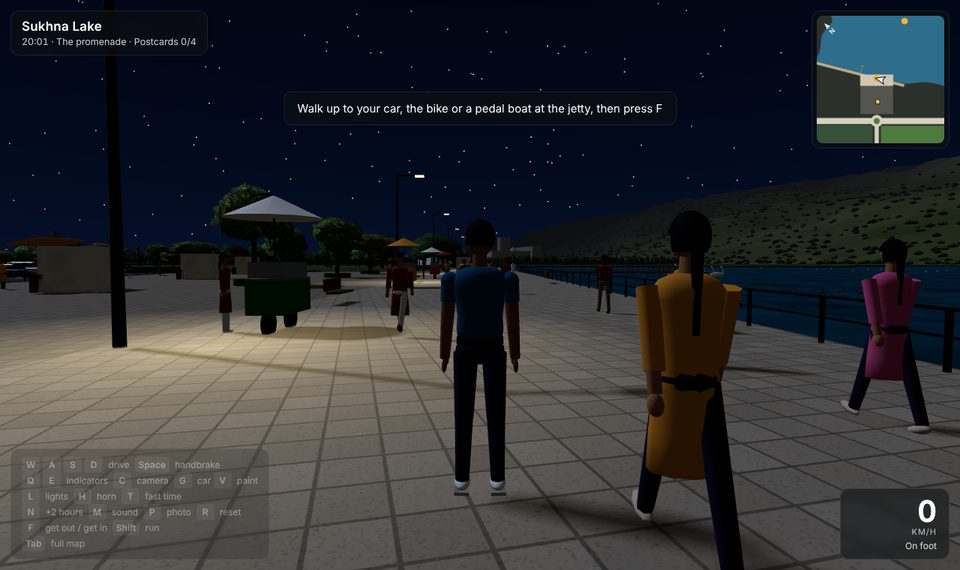 Sukhna Lake
20:01 · The promenade · Postcards 0/4
N
Walk up to your car, the bike or a pedal boat at the jetty, then press F
W A S D drive Space handbrake
Q E indicators C camera G car V paint
L lights H horn T fast time
N +2 hours M sound P photo R reset
F get out / get in Shift run
Tab full map
0
KM/H
On foot